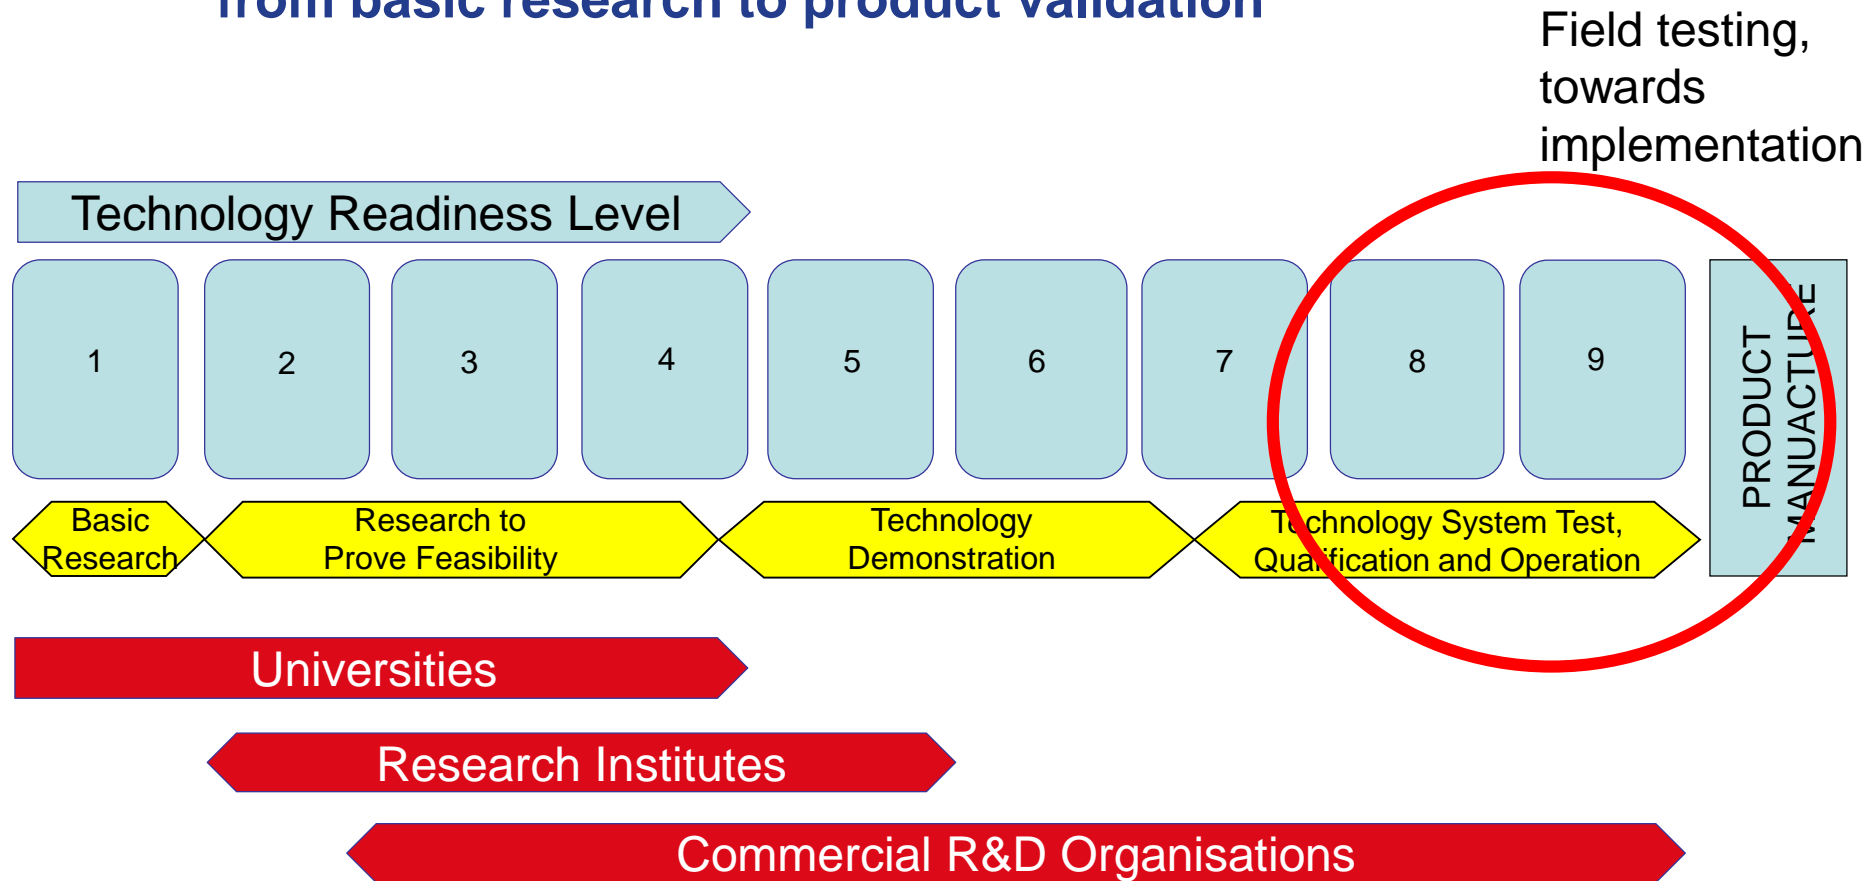 from basic research to product validation
Field testing,
towards
implementation
Technology Readiness Level
1
2
3
4
5
6
7
8
9
PRODUCT
MANUACTURE
Basic
Research
Research to
Prove Feasibility
Technology
Demonstration
Technology System Test,
Qualification and Operation
Universities
Research Institutes
Commercial R&D Organisations